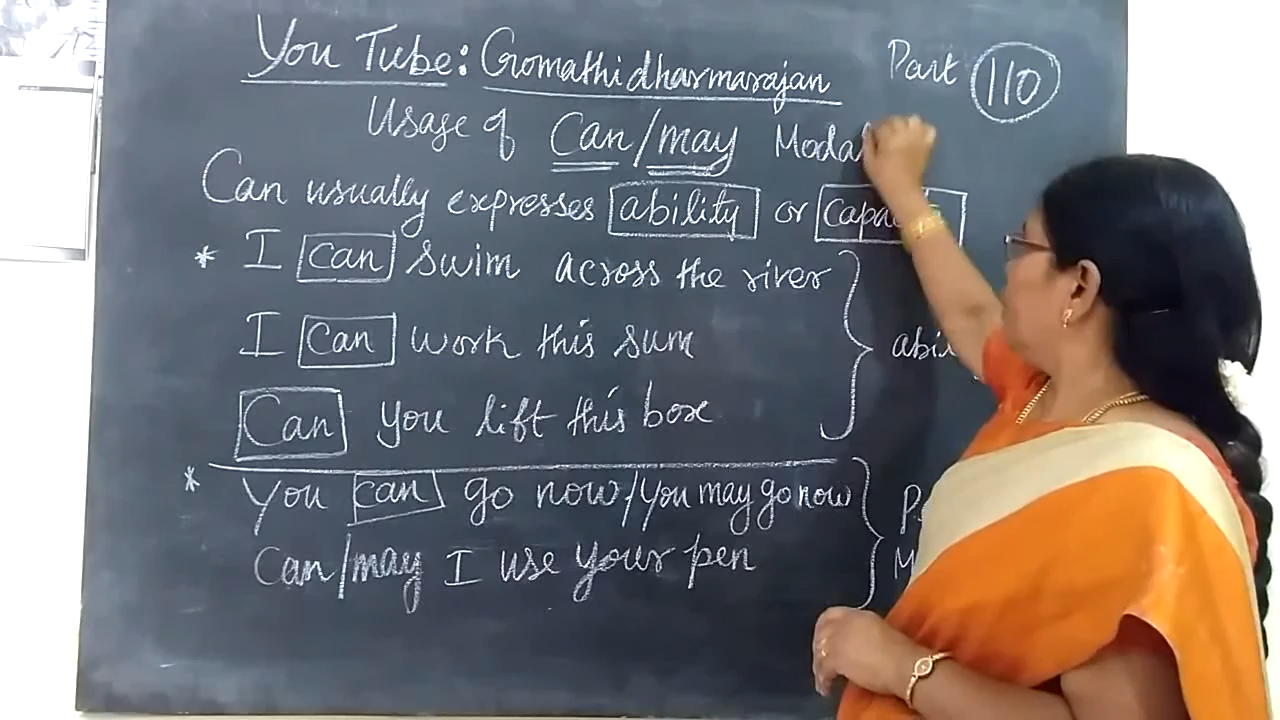 You Tube: Gomathidharmarajan
Part 110
Usage of Can/may
Can usually expresses ability or
* I can swim across the river
I can work this sum
Can you lift this box
* You can go now/You may go now
Can/may I use your pen